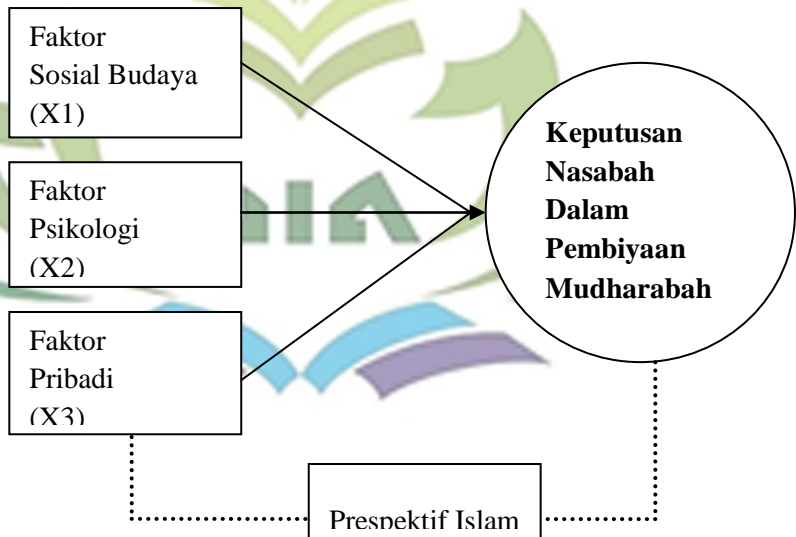 Faktor
Sosial Budaya
(X1)
Faktor
Psikologi
(X2)
Faktor
Pribadi
(X3)
Keputusan
Nasabah
Dalam
Pembiyaan
Mudharabah
Prespektif Islam